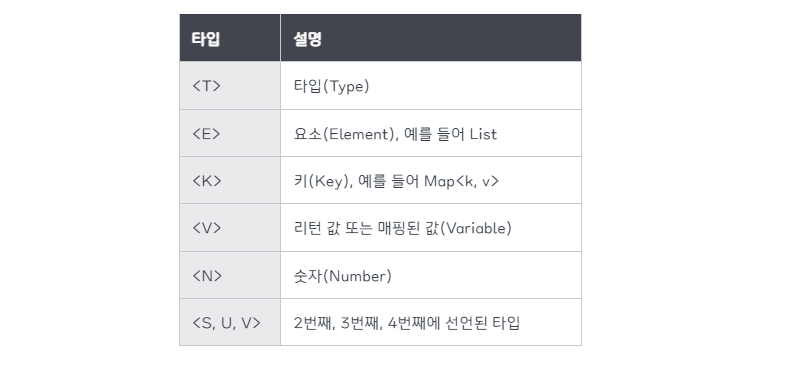 타입 설명
<T> 타입(Type)
<E> 요소(Element), 예를 들어 List
<K> 키(Key), 예를 들어 Map<k, v>
<V> 리턴 값 또는 매핑된 값(Variable)
<N> 숫자(Number)
<S, U, V> 2번째, 3번째, 4번째에 선언된 타입